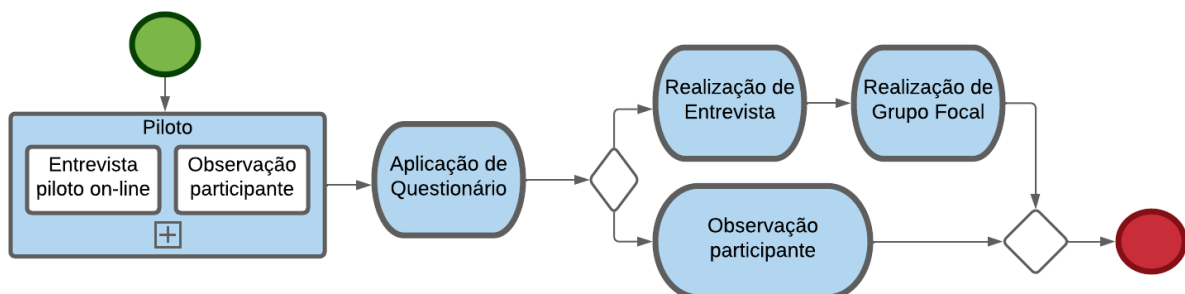 Piloto
Entrevista
piloto on-line
Observação
participante
Aplicação de
Questionário
Realização de
Entrevista
Realização de
Grupo Focal
Observação
participante